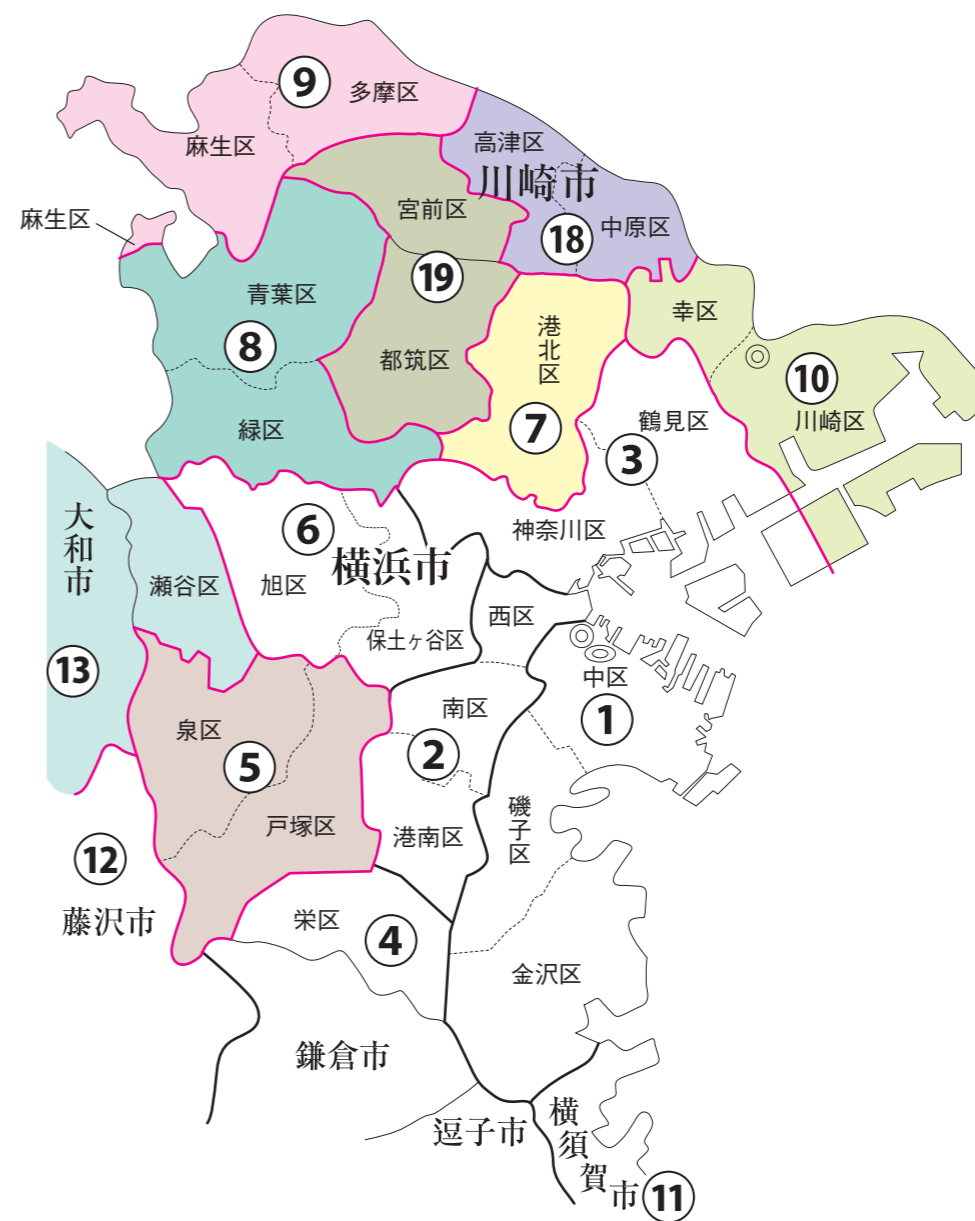 9
多摩区
麻生区
高津区
川崎市
麻生区
宮前区
18
中原区
19
青葉区
8
幸区
港北区
都筑区
10
川崎区
緑区
7
鶴見区
3
大和市
6
神奈川区
横浜市
瀬谷区
旭区
西区
保土ヶ谷区
13
中区
1
南区
泉区
2
5
磯子区
戸塚区
港南区
12
藤沢市
栄区
4
金沢区
鎌倉市
逗子市
横須賀市
11